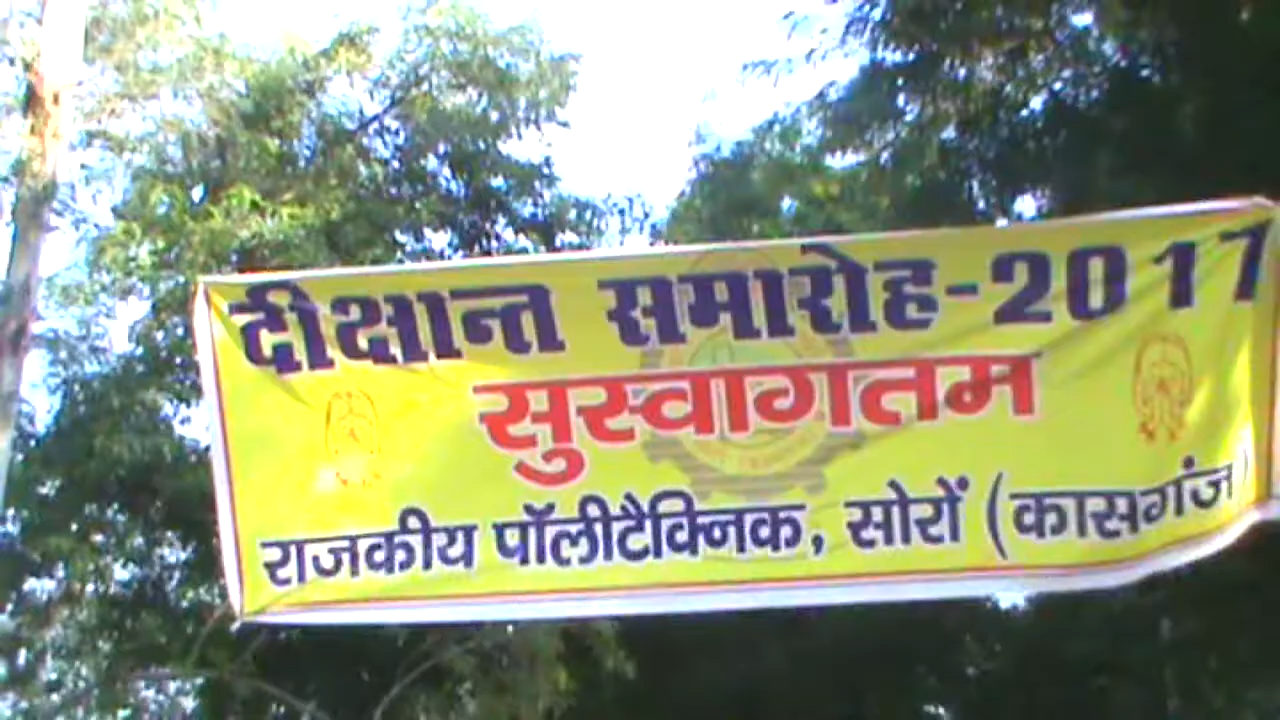 दीक्षान्त समारोह-2017
सुस्वागतम
राजकीय पॉलीटैक्निक, सोरों (कासगंज)